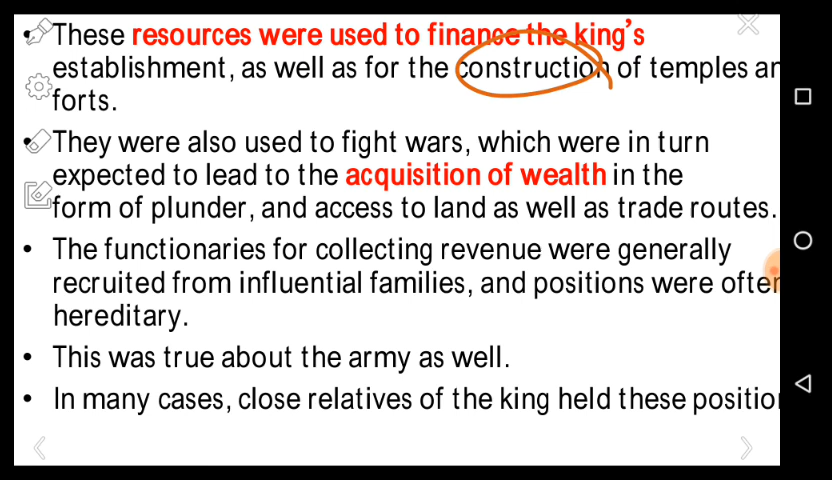 • These resources were used to finance the king's
establishment, as well as for the construction of temples an
forts.
• They were also used to fight wars, which were in turn
expected to lead to the acquisition of wealth in the
form of plunder, and access to land as well as trade routes.
• The functionaries for collecting revenue were generally
recruited from influential families, and positions were often
hereditary.
• This was true about the army as well.
• In many cases, close relatives of the king held these positio